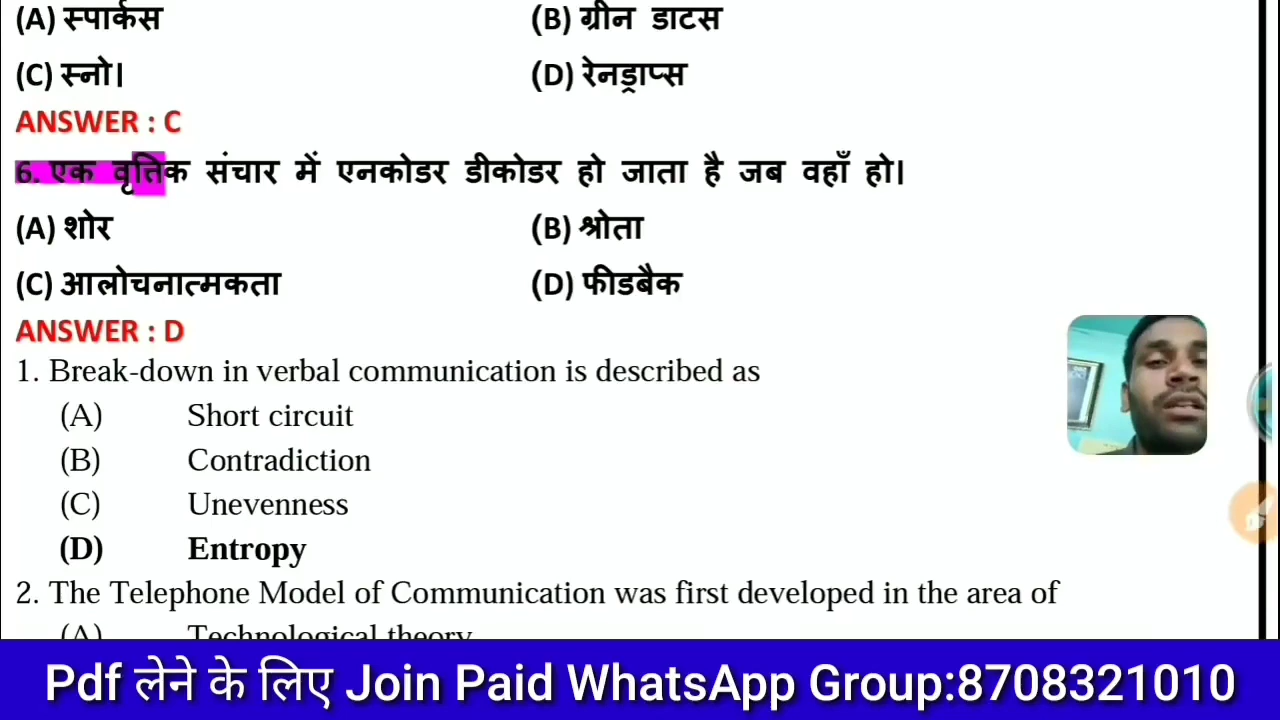 (A) स्पार्कस (B) ग्रीन डाटस
(C) स्नो। (D) रेनड्राप्स
ANSWER : C
6. एक वृत्तिक संचार में एनकोडर डीकोडर हो जाता है जब वहाँ हो।
(A) शोर (B) श्रोता
(C) आलोचनात्मकता (D) फीडबैक
ANSWER : D
1. Break-down in verbal communication is described as
(A) Short circuit
(B) Contradiction
(C) Unevenness
(D) Entropy
2. The Telephone Model of Communication was first developed in the area of
(A) Technological theory
Pdf लेने के लिए Join Paid WhatsApp Group:8708321010